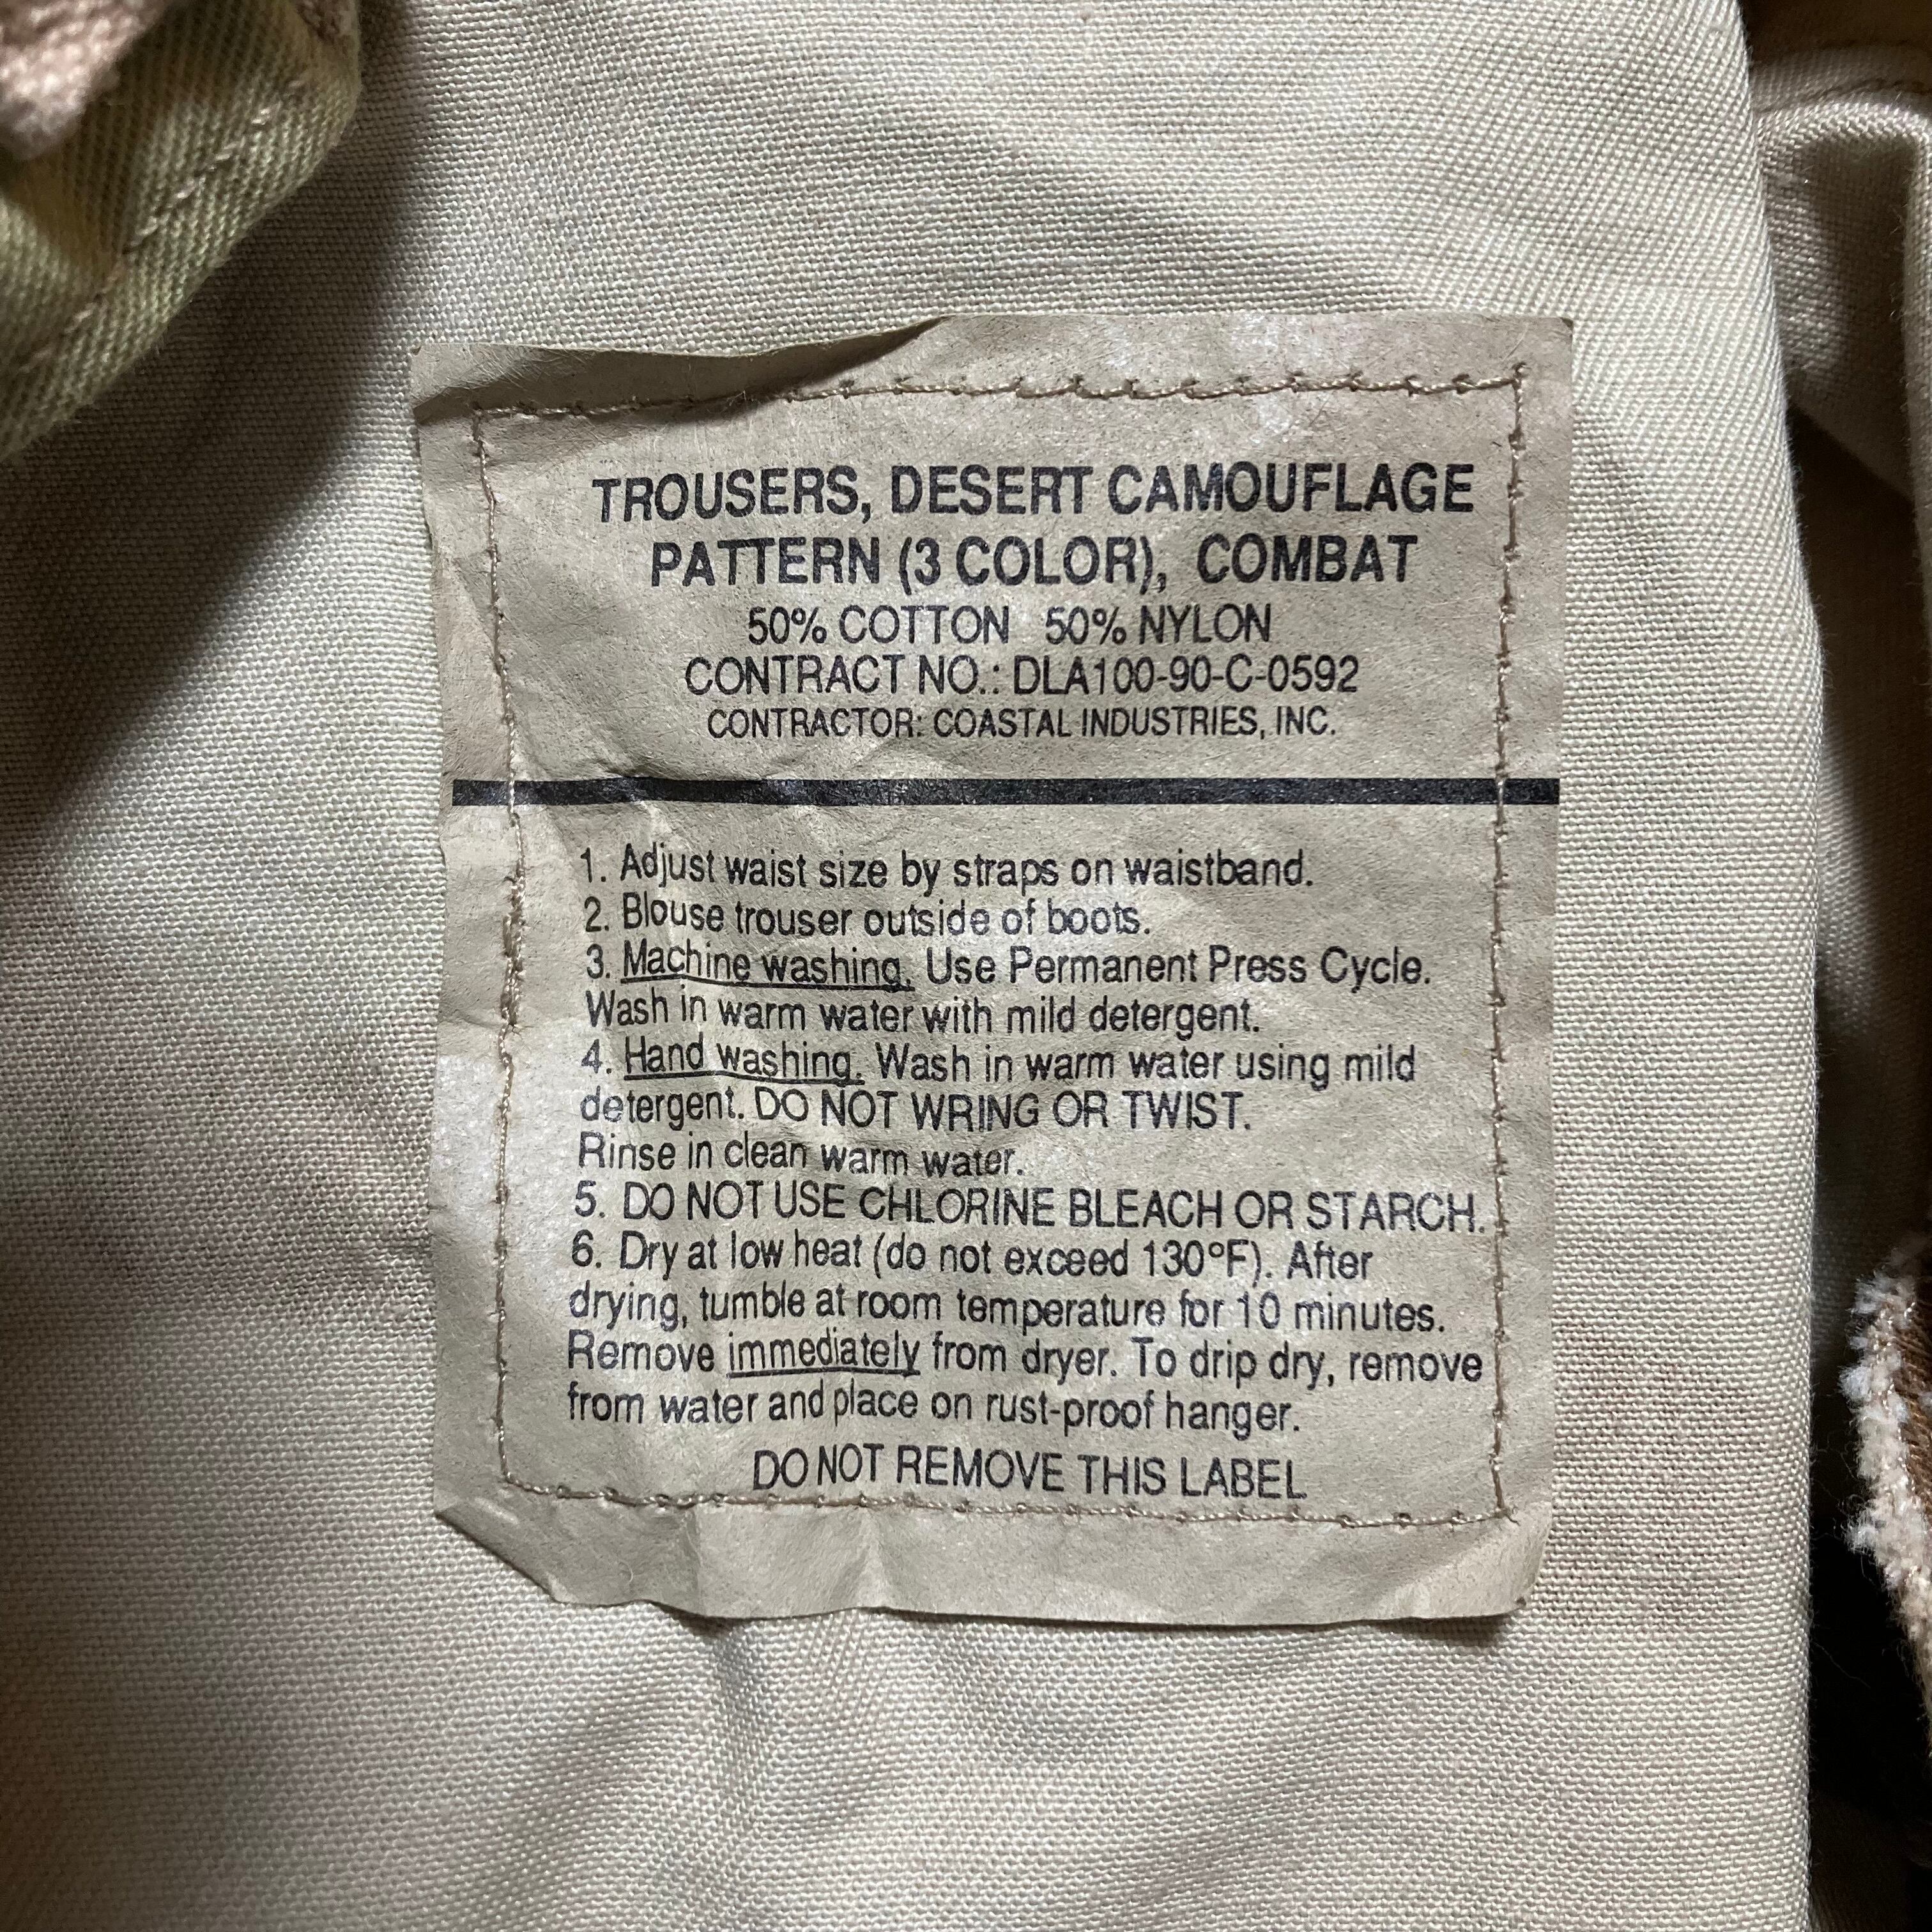 TROUSERS, DESERT CAMOUFLAGE
PATTERN (3 COLOR), COMBAT
50% COTTON 50% NYLON
CONTRACT NO.: DLA100-90-C-0592
CONTRACTOR: COASTAL INDUSTRIES, INC.
1. Adjust waist size by straps on waistband.
2. Blouse trouser outside of boots.
3. Machine washing. Use Permanent Press Cycle.
Wash in warm water with mild detergent.
4. Hand washing. Wash in warm water using mild
detergent. DO NOT WRING OR TWIST.
Rinse in clean warm water.
5. DO NOT USE CHLORINE BLEACH OR STARCH.
6. Dry at low heat (do not exceed 130°F). After
drying, tumble at room temperature for 10 minutes.
Remove immediately from dryer. To drip dry, remove
from water and place on rust-proof hanger.
DO NOT REMOVE THIS LABEL